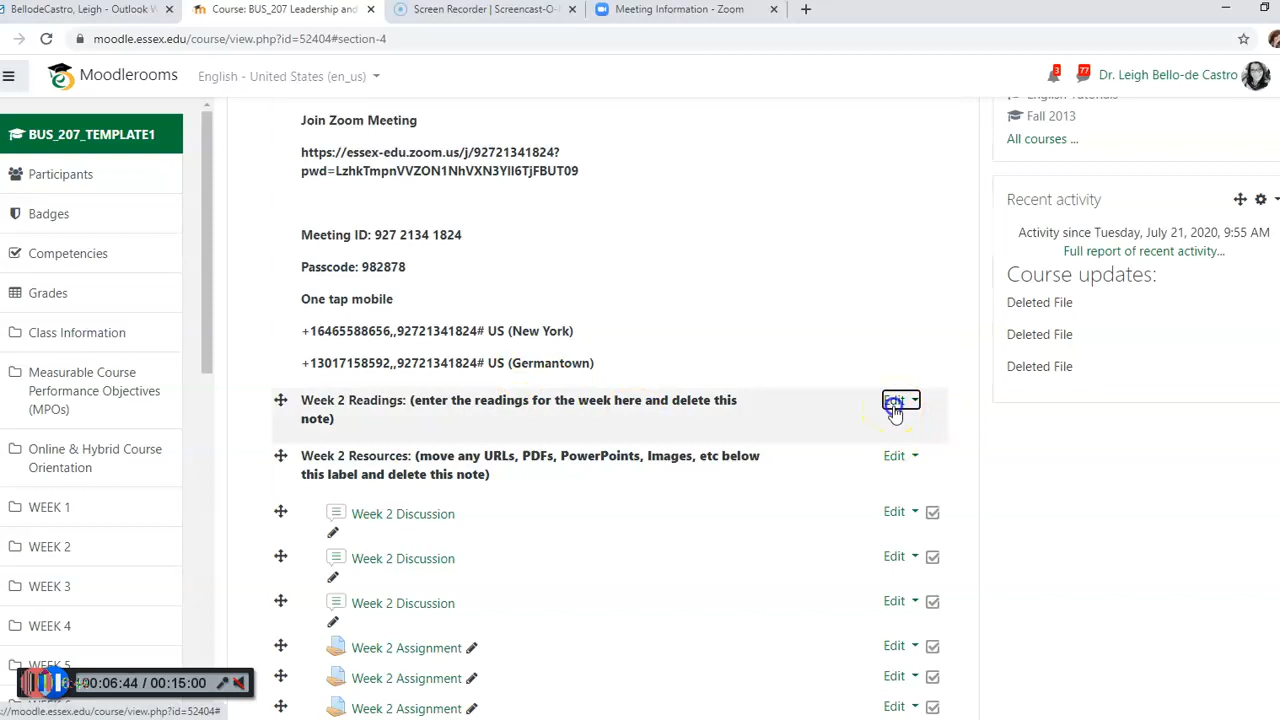 BellodeCastro, Leigh - Outlook W
Course: BUS_207 Leadership and
Screen Recorder | Screencast-O-
Meeting Information - Zoom
moodle.essex.edu/course/view.php?id=52404#section-4
Moodlerooms
English - United States (en_us)
3
77
Dr. Leigh Bello-de Castro
BUS_207_TEMPLATE1
Participants
Badges
Competencies
Grades
Class Information
Measurable Course
Performance Objectives
(MPOs)
Online & Hybrid Course
Orientation
WEEK 1
WEEK 2
WEEK 3
WEEK 4
WEEK 5
Join Zoom Meeting
https://essex-edu.zoom.us/j/92721341824?
pwd=LzhkTmpnVVZON1NhVXN3YlI6TjFBUT09
Meeting ID: 927 2134 1824
Passcode: 982878
One tap mobile
+16465588656,,92721341824# US (New York)
+13017158592,,92721341824# US (Germantown)
Week 2 Readings: (enter the readings for the week here and delete this
note)
Edit
Week 2 Resources: (move any URLs, PDFs, PowerPoints, Images, etc below
this label and delete this note)
Edit
Week 2 Discussion
Edit
Week 2 Discussion
Edit
Week 2 Discussion
Edit
Week 2 Assignment
Edit
Week 2 Assignment
Edit
Week 2 Assignment
Edit
English Tutorials
Fall 2013
All courses ...
Recent activity
Activity since Tuesday, July 21, 2020, 9:55 AM
Full report of recent activity...
Course updates:
Deleted File
Deleted File
Deleted File
00:06:44 / 00:15:00
s://moodle.essex.edu/course/view.php?id=52404#